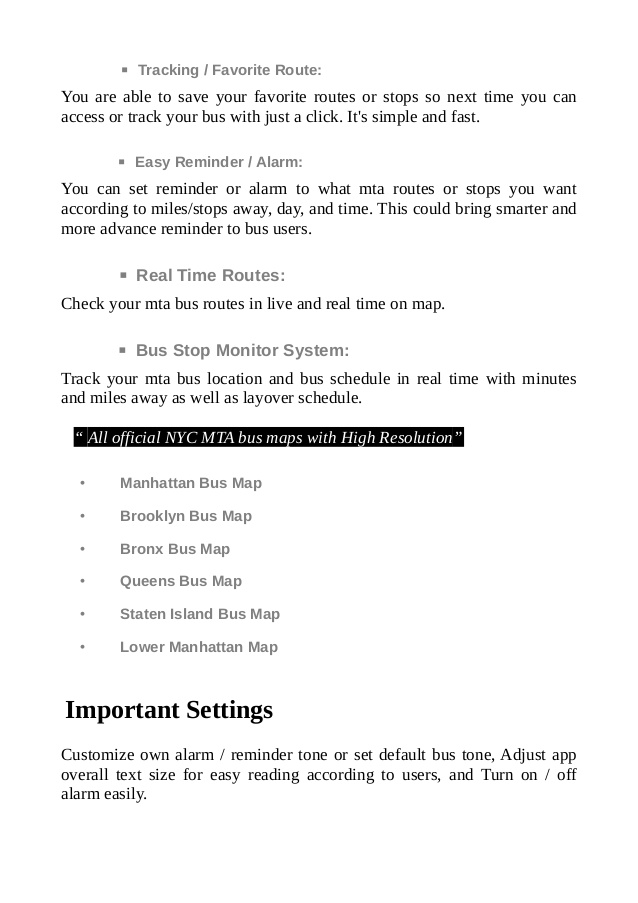 ▪ Tracking / Favorite Route:
You are able to save your favorite routes or stops so next time you can
access or track your bus with just a click. It's simple and fast.
▪ Easy Reminder / Alarm:
You can set reminder or alarm to what mta routes or stops you want
according to miles/stops away, day, and time. This could bring smarter and
more advance reminder to bus users.
▪ Real Time Routes:
Check your mta bus routes in live and real time on map.
▪ Bus Stop Monitor System:
Track your mta bus location and bus schedule in real time with minutes
and miles away as well as layover schedule.
“ All official NYC MTA bus maps with High Resolution”
• Manhattan Bus Map
• Brooklyn Bus Map
• Bronx Bus Map
• Queens Bus Map
• Staten Island Bus Map
• Lower Manhattan Map
Important Settings
Customize own alarm / reminder tone or set default bus tone, Adjust app
overall text size for easy reading according to users, and Turn on / off
alarm easily.